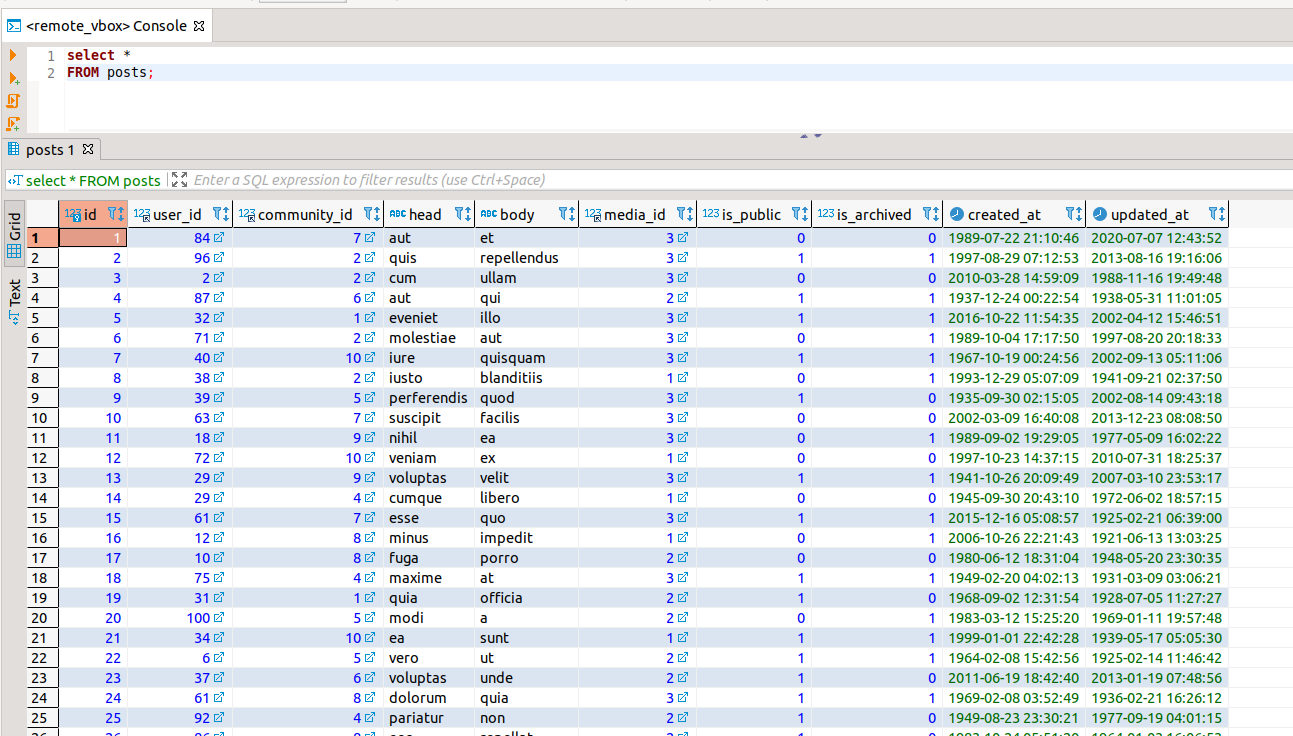 <remote_vbox> Console
1 select *
2 FROM posts;
posts 1
select * FROM posts Enter a SQL expression to filter results (use Ctrl+Space)
Grid
Text
123 id 123 user_id 123 community_id ABC head ABC body 123 media_id 123 is_public 123 is_archived created_at updated_at
1 1 84 7 aut et 3 0 0 1989-07-22 21:10:46 2020-07-07 12:43:52
2 2 96 2 quis repellendus 3 1 1 1997-08-29 07:12:53 2013-08-16 19:16:06
3 3 2 2 cum ullam 3 0 0 2010-03-28 14:59:09 1988-11-16 19:49:48
4 4 87 6 aut qui 2 1 1 1937-12-24 00:22:54 1938-05-31 11:01:05
5 5 32 1 eveniet illo 3 1 1 2016-10-22 11:54:35 2002-04-12 15:46:51
6 6 71 2 molestiae aut 3 0 1 1989-10-04 17:17:50 1997-08-20 20:18:33
7 7 40 10 iure quisquam 3 1 1 1967-10-19 00:24:56 2002-09-13 05:11:06
8 8 38 2 iusto blanditiis 1 0 1 1993-12-29 05:07:09 1941-09-21 02:37:50
9 9 39 5 perferendis quod 3 1 0 1935-09-30 02:15:05 2002-08-14 09:43:18
10 10 63 7 suscipit facilis 3 0 0 2002-03-09 16:40:08 2013-12-23 08:08:50
11 11 18 9 nihil ea 3 0 1 1989-09-02 19:29:05 1977-05-09 16:02:22
12 12 72 10 veniam ex 1 0 0 1997-10-23 14:37:15 2010-07-31 18:25:37
13 13 29 9 voluptas velit 3 1 1 1941-10-26 20:09:49 2007-03-10 23:53:17
14 14 29 4 cumque libero 1 0 0 1945-09-30 20:43:10 1972-06-02 18:57:15
15 15 61 7 esse quo 3 1 1 2015-12-16 05:08:57 1925-02-21 06:39:00
16 16 12 8 minus impedit 1 0 1 2006-10-26 22:21:43 1921-06-13 13:03:25
17 17 10 8 fuga porro 2 0 0 1980-06-12 18:31:04 1948-05-20 23:30:35
18 18 75 4 maxime at 3 1 1 1949-02-20 04:02:13 1931-03-09 03:06:21
19 19 31 1 quia officia 2 1 0 1968-09-02 12:31:54 1928-07-05 11:27:27
20 20 100 5 modi a 2 0 1 1983-03-12 15:25:20 1969-01-11 19:57:48
21 21 34 10 ea sunt 1 1 1 1999-01-01 22:42:28 1939-05-17 05:05:30
22 22 6 5 vero ut 2 1 1 1964-02-08 15:42:56 1925-02-14 11:46:42
23 23 37 6 voluptas unde 2 1 0 2011-06-19 18:42:40 2013-01-19 07:48:56
24 24 61 8 dolorum quia 3 1 1 1969-02-08 03:52:49 1936-02-21 16:26:12
25 25 92 4 pariatur non 2 1 0 1949-08-23 23:30:21 1977-09-19 04:01:15